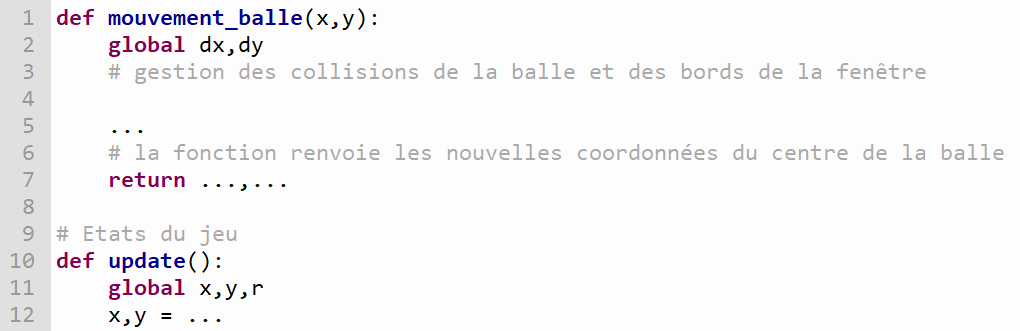 1 def mouvement_balle(x,y):
2     global dx,dy
3     # gestion des collisions de la balle et des bords de la fenêtre
4
5     ...
6     # la fonction renvoie les nouvelles coordonnées du centre de la balle
7     return ...,...
8
9 # Etats du jeu
10 def update():
11     global x,y,r
12     x,y = ...